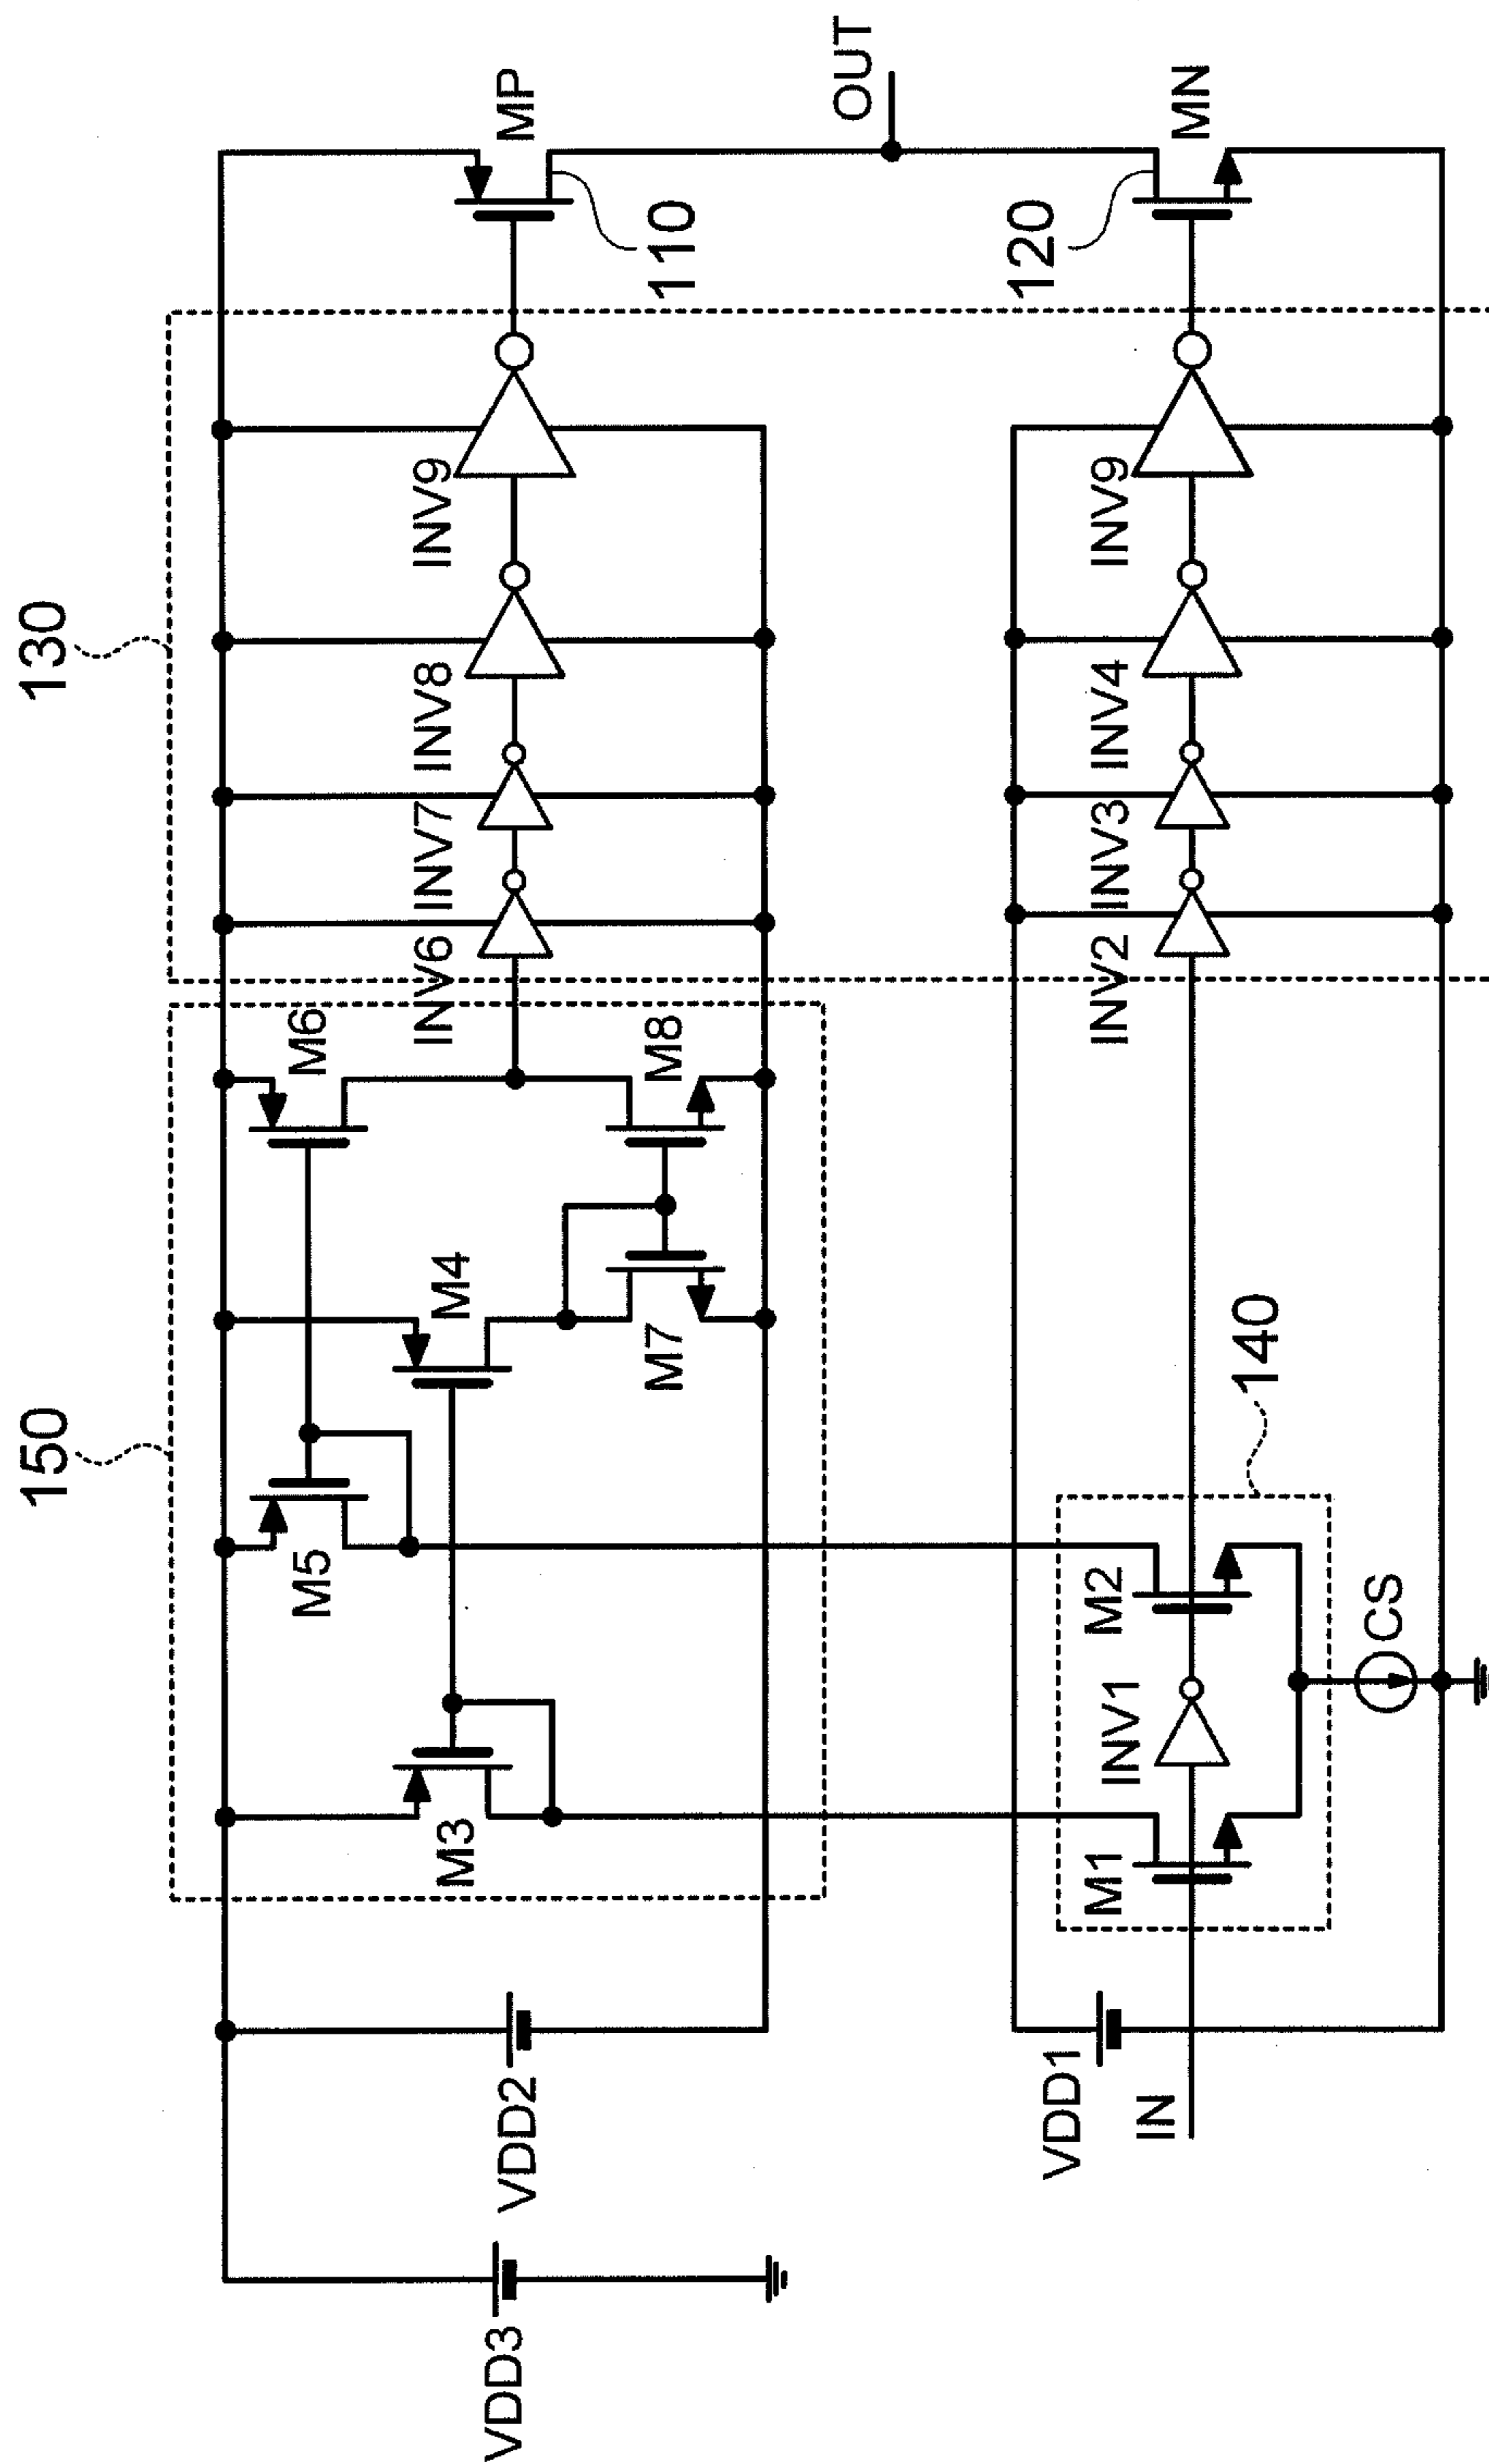 130
150
MP
110
OUT
120
MN
INV6
INV7
INV8
INV9
M3
M5
M4
M6
M7
M8
VDD3
VDD2
VDD1
IN
M1
INV1
M2
140
CS
INV2
INV3
INV4
INV9